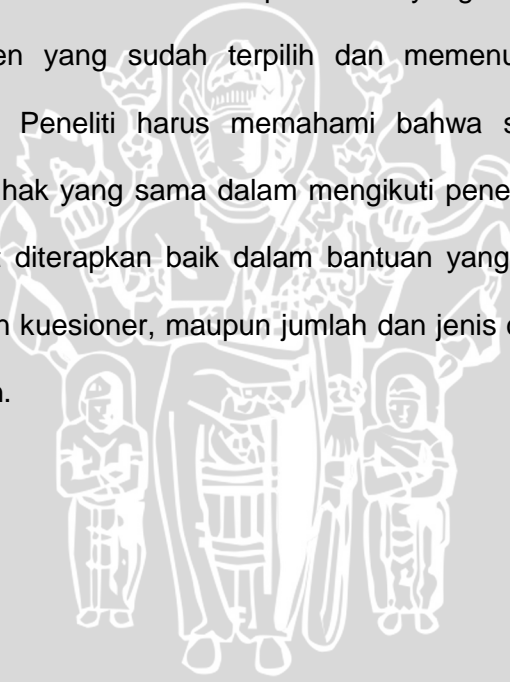 en yang sudah terpilih dan memenu
Peneliti harus memahami bahwa s
hak yang sama dalam mengikuti pene
diterapkan baik dalam bantuan yang
n kuesioner, maupun jumlah dan jenis